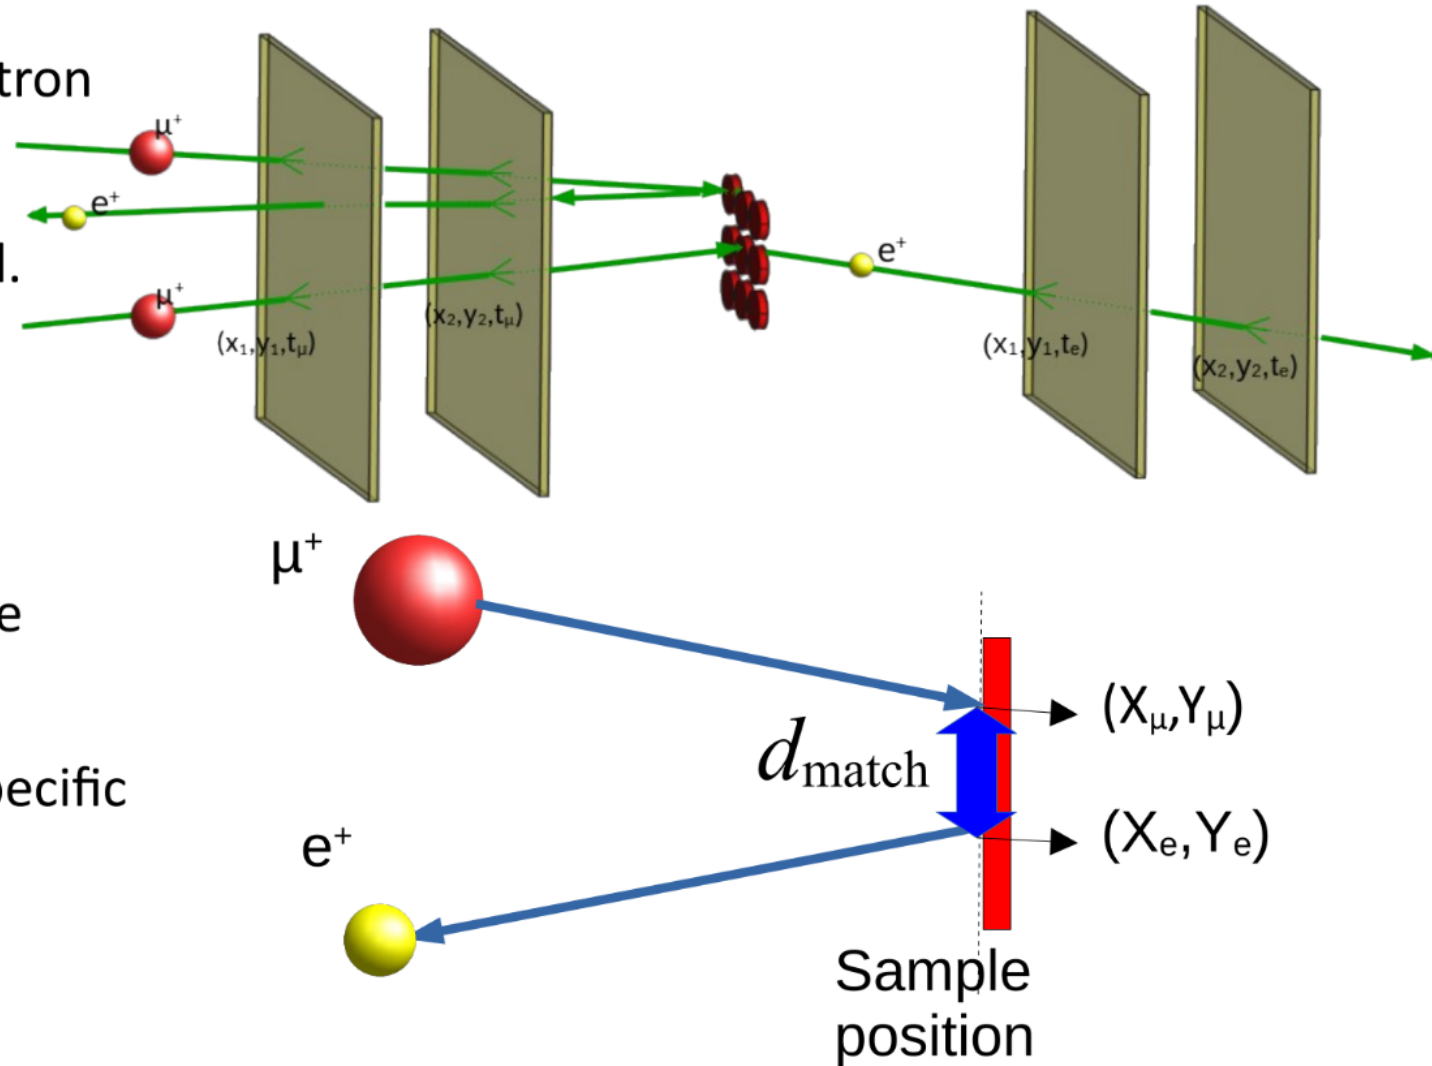 tron
μ⁺
e⁺
l.
μ⁺
e⁺
(x₁,y₁,tμ)
(x₂,y₂,tμ)
(x₁,y₁,tₑ)
(x₂,y₂,tₑ)
μ⁺
e
(Xμ,Yμ)
dmatch
pecific
e⁺
(Xₑ,Yₑ)
Sample
position